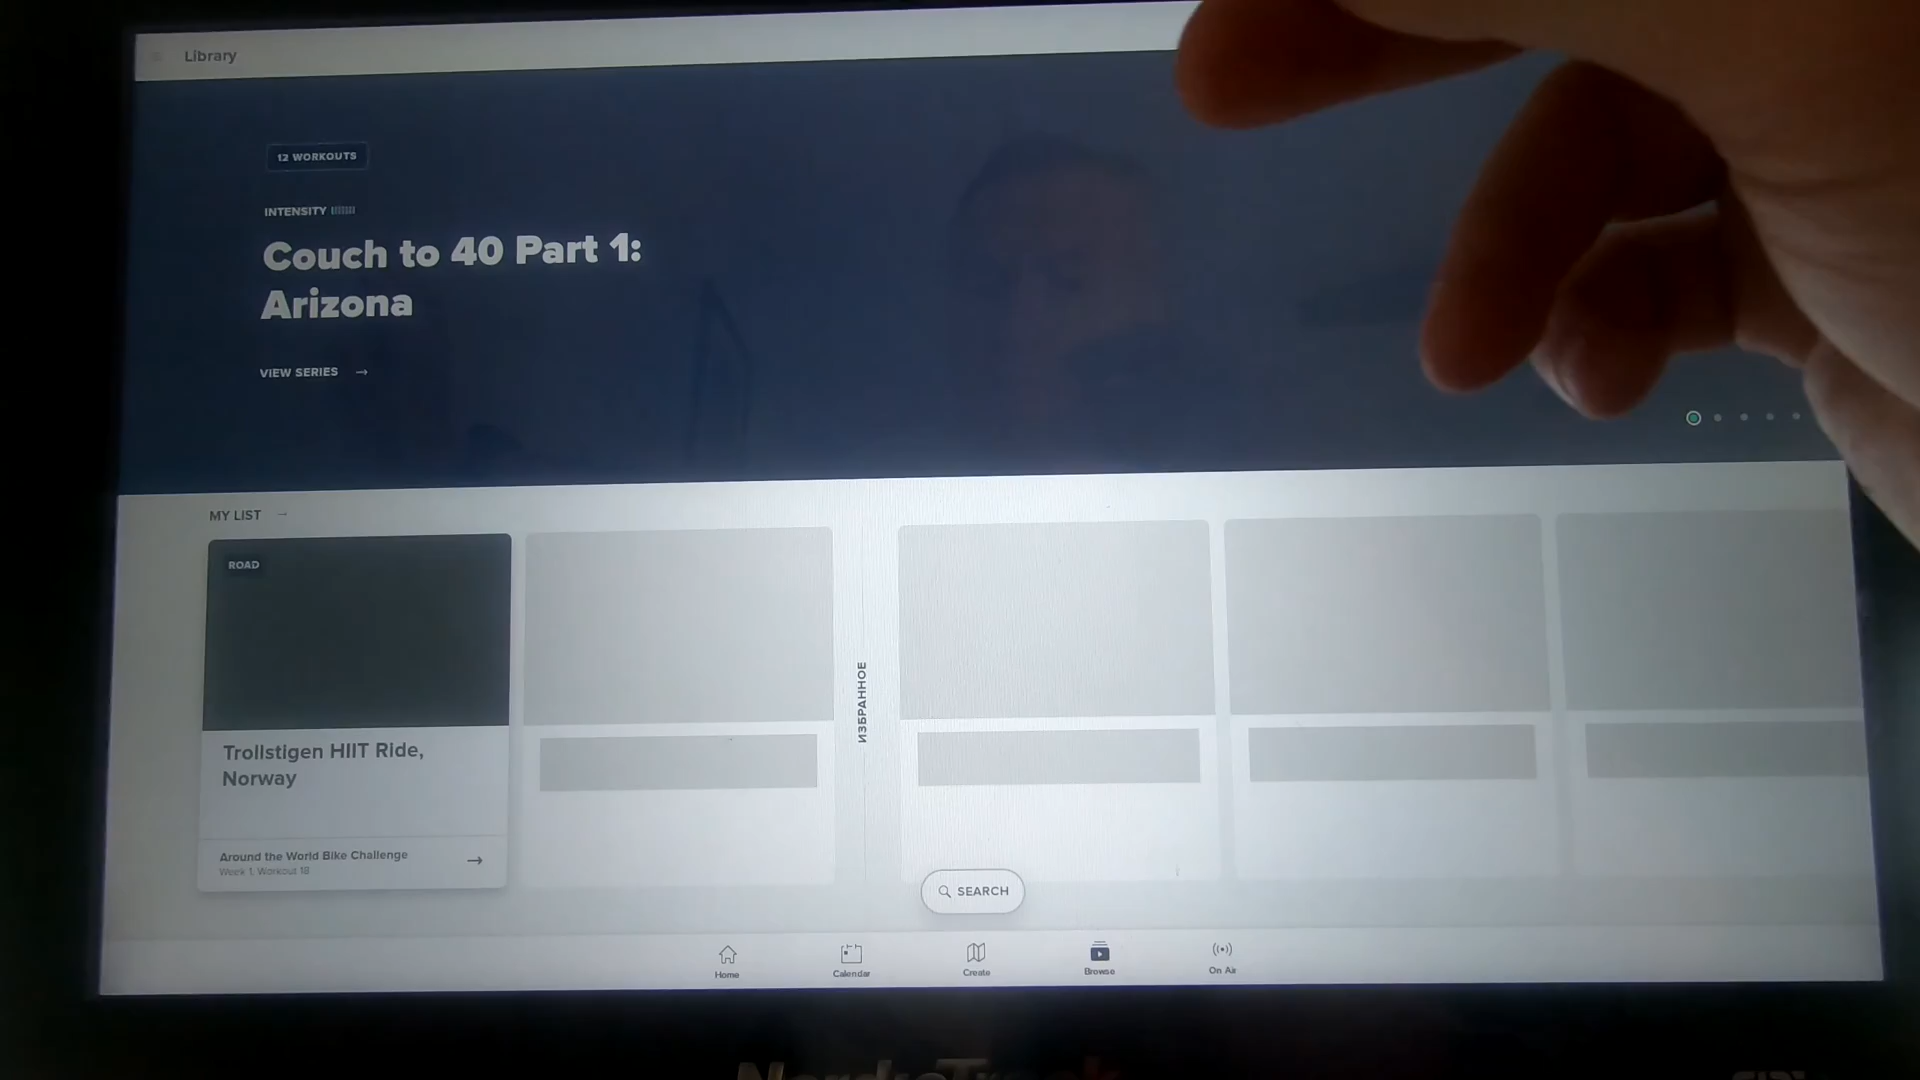 Library
12 WORKOUTS
INTENSITY
Couch to 40 Part 1:
Arizona
VIEW SERIES →
MY LIST →
ROAD
Trollstigen HIIT Ride,
Norway
Around the World Bike Challenge
Week 1, Workout 18
ИЗБРАННОЕ
SEARCH
Home
Calendar
Create
Browse
On Air
NordicTrack